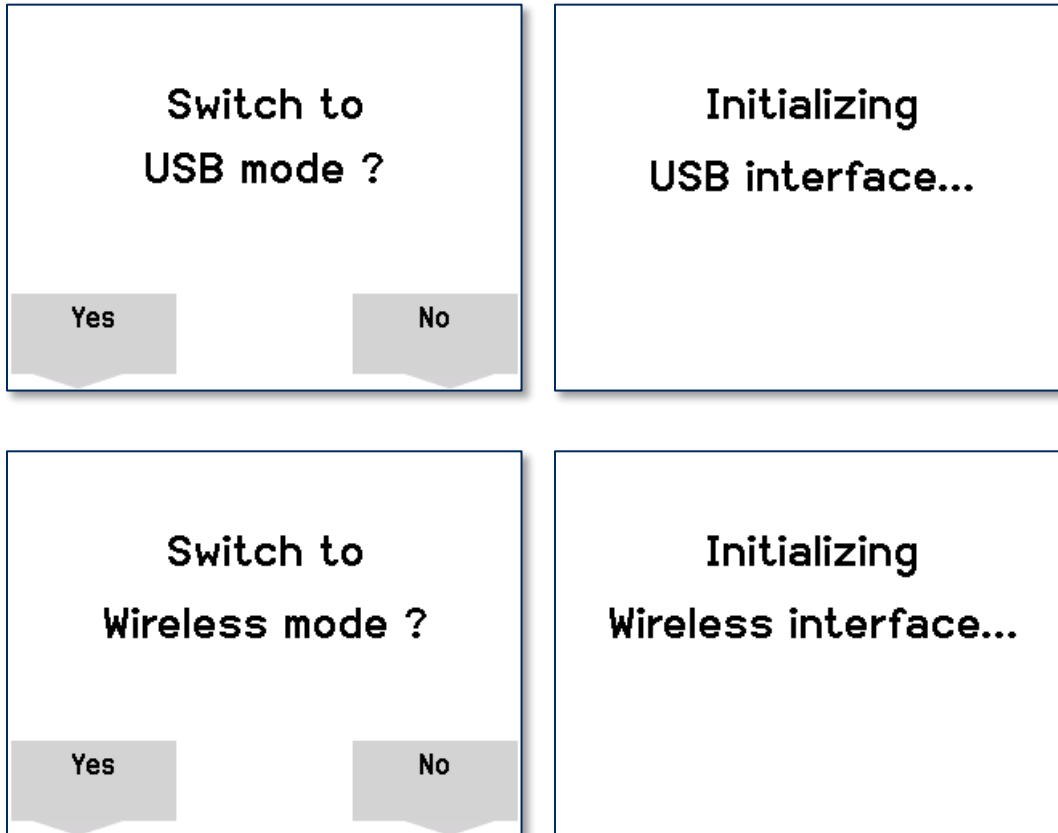 Switch to
USB mode ?
Yes
No
Initializing
USB interface...
Switch to
Wireless mode ?
Yes
No
Initializing
Wireless interface...